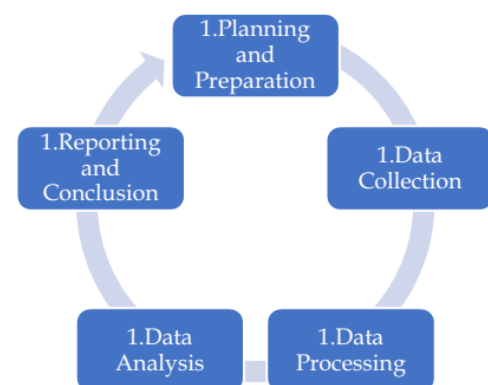 1.Planning
and
Preparation
1.Data
Collection
1.Data
Processing
1.Data
Analysis
1.Reporting
and
Conclusion